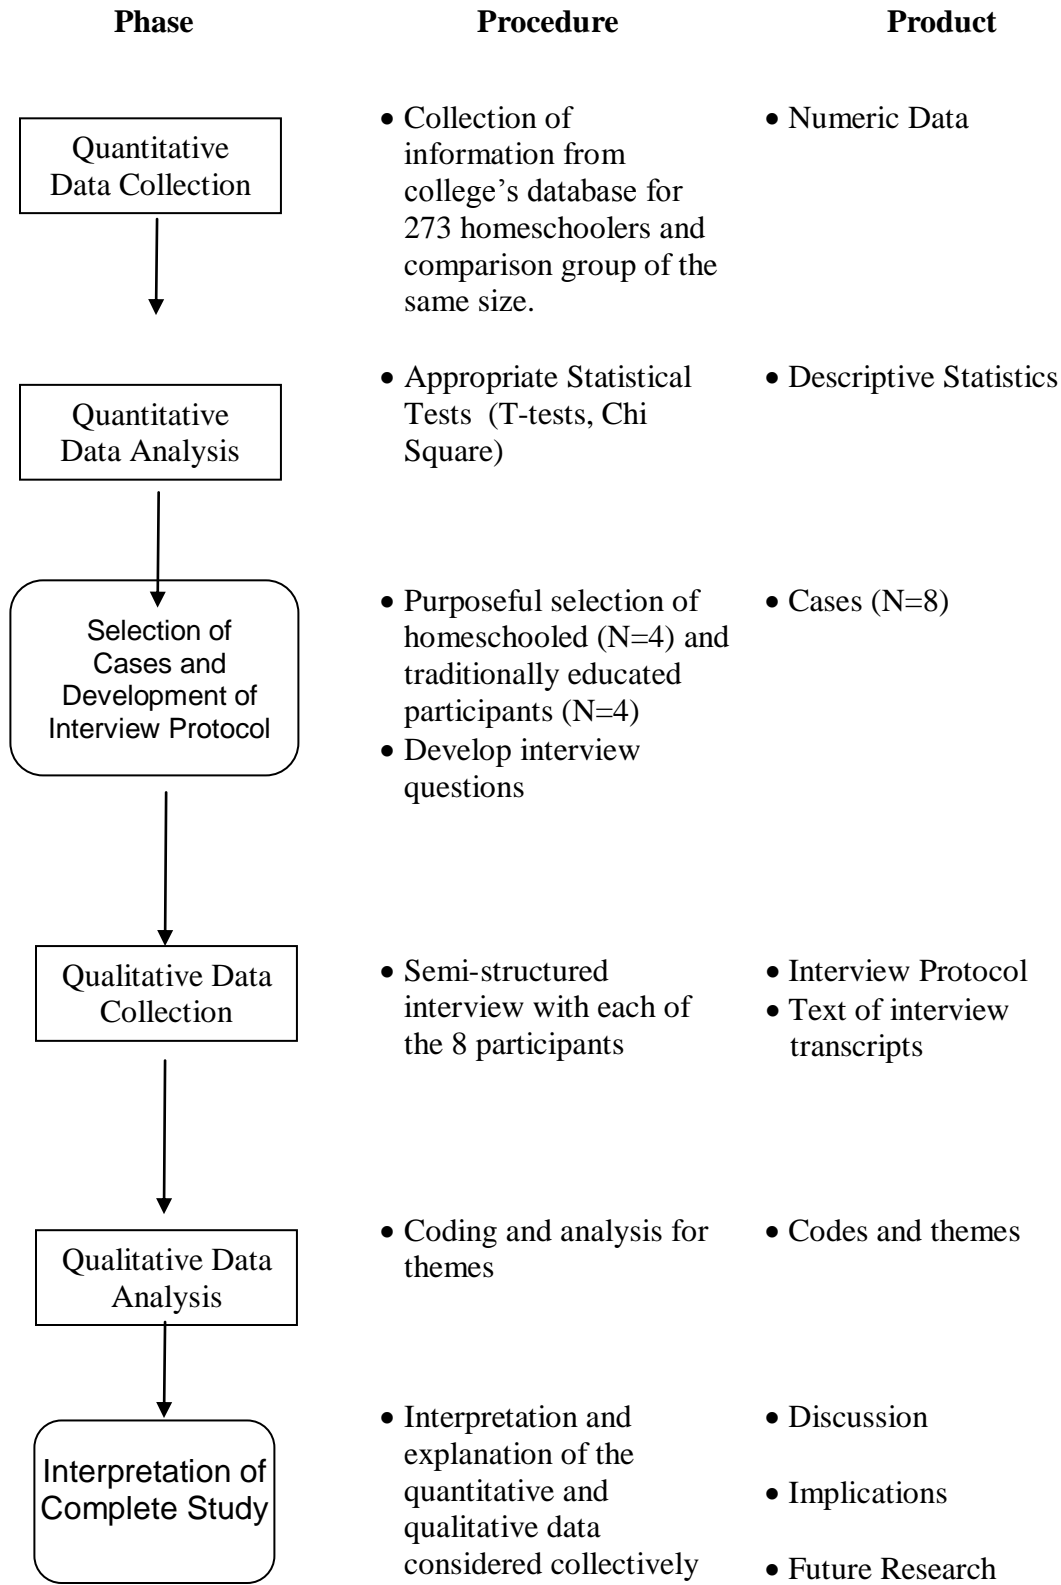 Phase Procedure Product
Quantitative
Data Collection
• Collection of
information from
college’s database for
273 homeschoolers and
comparison group of the
same size.
• Numeric Data
Quantitative
Data Analysis
• Appropriate Statistical
Tests (T-tests, Chi
Square)
• Descriptive Statistics
Selection of
Cases and
Development of
Interview Protocol
• Purposeful selection of
homeschooled (N=4) and
traditionally educated
participants (N=4)
• Develop interview
questions
• Cases (N=8)
Qualitative Data
Collection
• Semi-structured
interview with each of
the 8 participants
• Interview Protocol
• Text of interview
transcripts
Qualitative Data
Analysis
• Coding and analysis for
themes
• Codes and themes
Interpretation of
Complete Study
• Interpretation and
explanation of the
quantitative and
qualitative data
considered collectively
• Discussion
• Implications
• Future Research